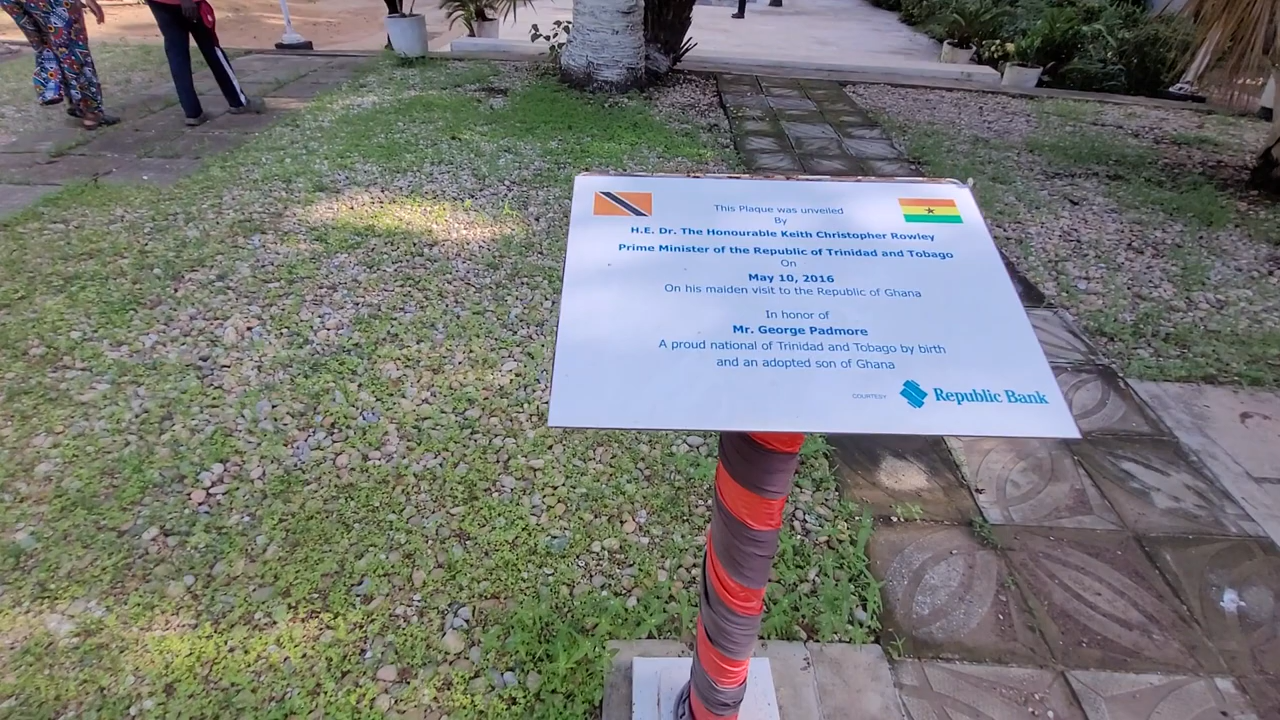 This Plaque was unveiled
By
H.E. Dr. The Honourable Keith Christopher Rowley
Prime Minister of the Republic of Trinidad and Tobago
On
May 10, 2016
On his maiden visit to the Republic of Ghana
In honor of
Mr. George Padmore
A proud national of Trinidad and Tobago by birth
and an adopted son of Ghana
COURTESY Republic Bank